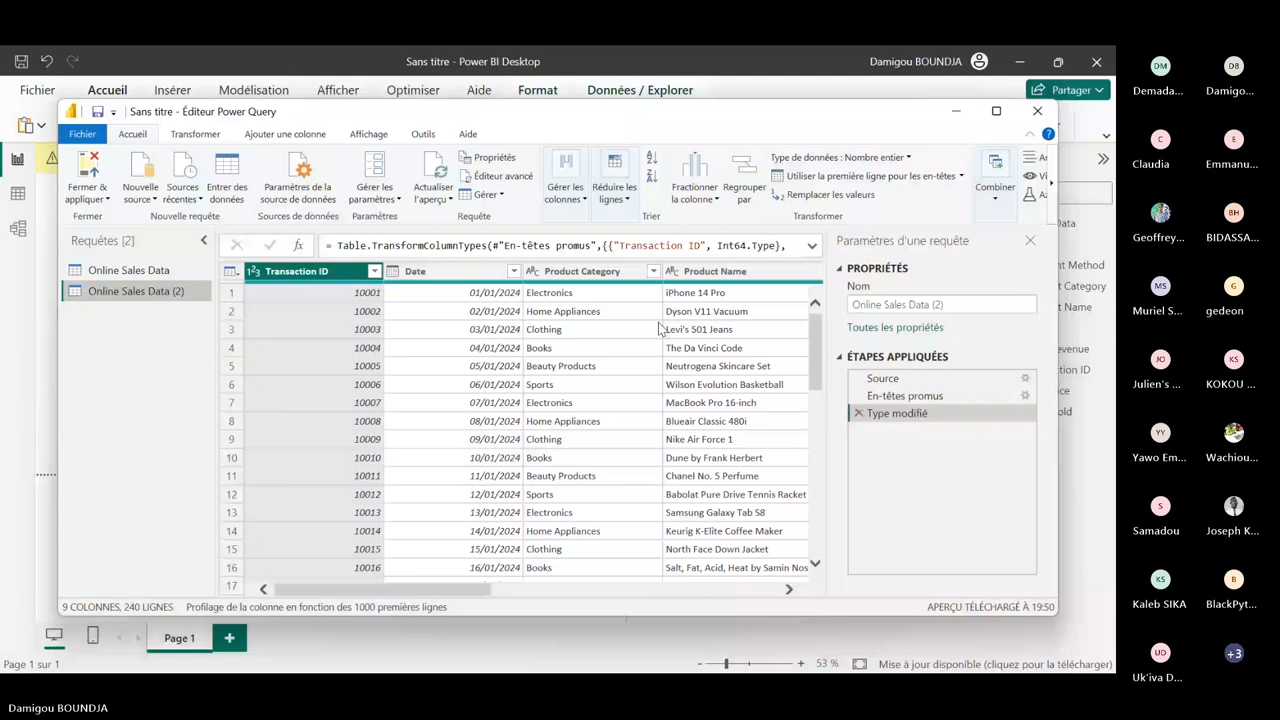 Sans titre - Power BI Desktop
Damigou BOUNDJA
Fichier Accueil Insérer Modélisation Afficher Optimiser Aide Format Données / Explorer Partager
Sans titre - Éditeur Power Query
Fichier Accueil Transformer Ajouter une colonne Affichage Outils Aide
Fermer & appliquer
Nouvelle source
Sources récentes
Entrer des données
Paramètres de la source de données
Gérer les paramètres
Actualiser l'aperçu
Propriétés
Éditeur avancé
Gérer
Gérer les colonnes
Réduire les lignes
Fractionner la colonne
Regrouper par
Type de données : Nombre entier
Utiliser la première ligne pour les en-têtes
Remplacer les valeurs
Combiner
Fermer Nouvelle requête Sources de données Paramètres Requête Trier Transformer
Requêtes [2]
Online Sales Data
Online Sales Data (2)
= Table.TransformColumnTypes(#"En-têtes promus",{{"Transaction ID", Int64.Type},
Transaction ID Date Product Category Product Name
1 10001 01/01/2024 Electronics iPhone 14 Pro
2 10002 02/01/2024 Home Appliances Dyson V11 Vacuum
3 10003 03/01/2024 Clothing Levi's 501 Jeans
4 10004 04/01/2024 Books The Da Vinci Code
5 10005 05/01/2024 Beauty Products Neutrogena Skincare Set
6 10006 06/01/2024 Sports Wilson Evolution Basketball
7 10007 07/01/2024 Electronics MacBook Pro 16-inch
8 10008 08/01/2024 Home Appliances Blueair Classic 480i
9 10009 09/01/2024 Clothing Nike Air Force 1
10 10010 10/01/2024 Books Dune by Frank Herbert
11 10011 11/01/2024 Beauty Products Chanel No. 5 Perfume
12 10012 12/01/2024 Sports Babolat Pure Drive Tennis Racket
13 10013 13/01/2024 Electronics Samsung Galaxy Tab S8
14 10014 14/01/2024 Home Appliances Keurig K-Elite Coffee Maker
15 10015 15/01/2024 Clothing North Face Down Jacket
16 10016 16/01/2024 Books Salt, Fat, Acid, Heat by Samin Nos
17
Paramètres d'une requête
PROPRIÉTÉS
Nom
Online Sales Data (2)
Toutes les propriétés
ÉTAPES APPLIQUÉES
Source
En-têtes promus
Type modifié
9 COLONNES, 240 LIGNES Profilage de la colonne en fonction des 1000 premières lignes
APERÇU TÉLÉCHARGÉ À 19:50
Page 1
Page 1 sur 1
53 %
Mise à jour disponible (cliquez pour la télécharger)
DM DB
Demada... Damigo...
C E
Claudia Emmanu...
BH
Geoffrey... BIDASSA...
MS G
Muriel S... gedeon
JO KS
Julien's ... KOKOU ...
YY
Yawo Em... Wachiou...
S
Samadou Joseph K...
KS B
Kaleb SIKA BlackPyt...
UD +3
Uk'iva D...
Damigou BOUNDJA